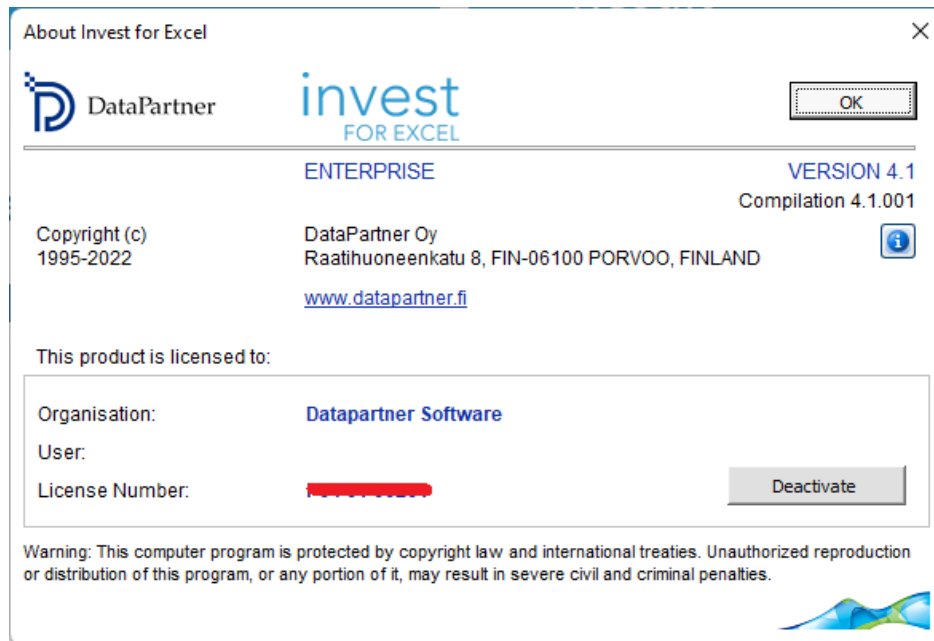 About Invest for Excel
DataPartner
invest
FOR EXCEL
OK
ENTERPRISE
VERSION 4.1
Compilation 4.1.001
Copyright (c)
1995-2022
DataPartner Oy
Raatihuoneenkatu 8, FIN-06100 PORVOO, FINLAND
www.datapartner.fi
This product is licensed to:
Organisation: Datapartner Software
User:
License Number:
Deactivate
Warning: This computer program is protected by copyright law and international treaties. Unauthorized reproduction
or distribution of this program, or any portion of it, may result in severe civil and criminal penalties.